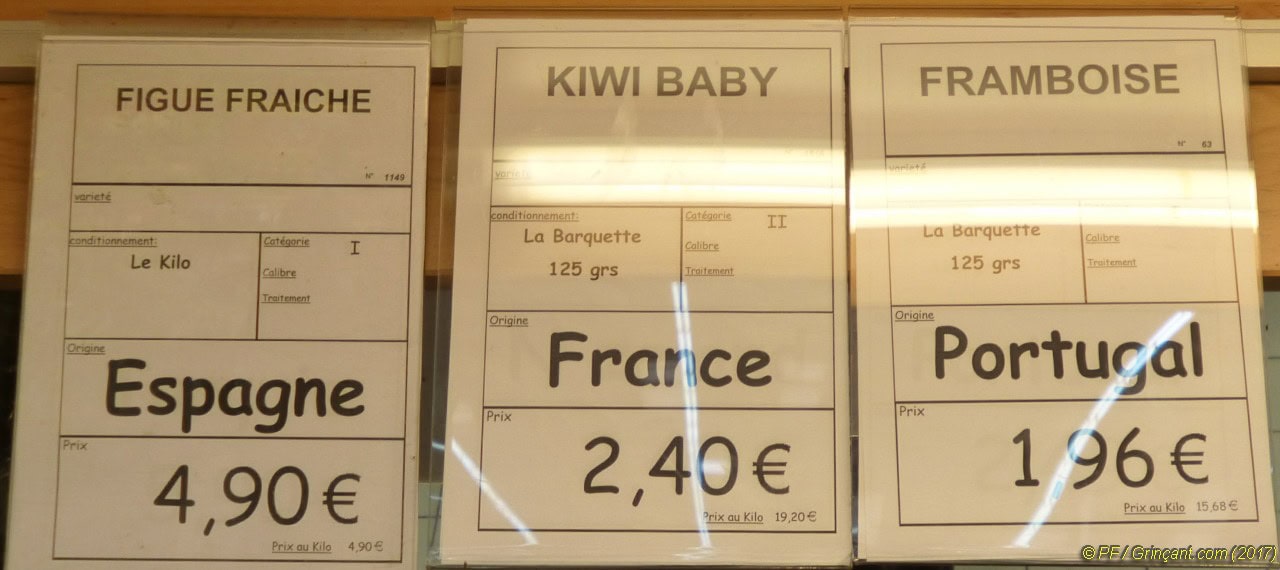 FIGUE FRAICHE
N° 1149
varieté
conditionnement:
Le Kilo
Catégorie I
Calibre
Traitement
Origine
Espagne
Prix
4,90 €
Prix au Kilo 4,90 €
KIWI BABY
N°
varieté
conditionnement:
La Barquette
125 grs
Catégorie II
Calibre
Traitement
Origine
France
Prix
2,40 €
Prix au Kilo 19,20 €
FRAMBOISE
N° 63
varieté
La Barquette
125 grs
Calibre
Traitement
Origine
Portugal
Prix
1,96 €
Prix au Kilo 15,68 €
© PF / Grinçant.com (2017)